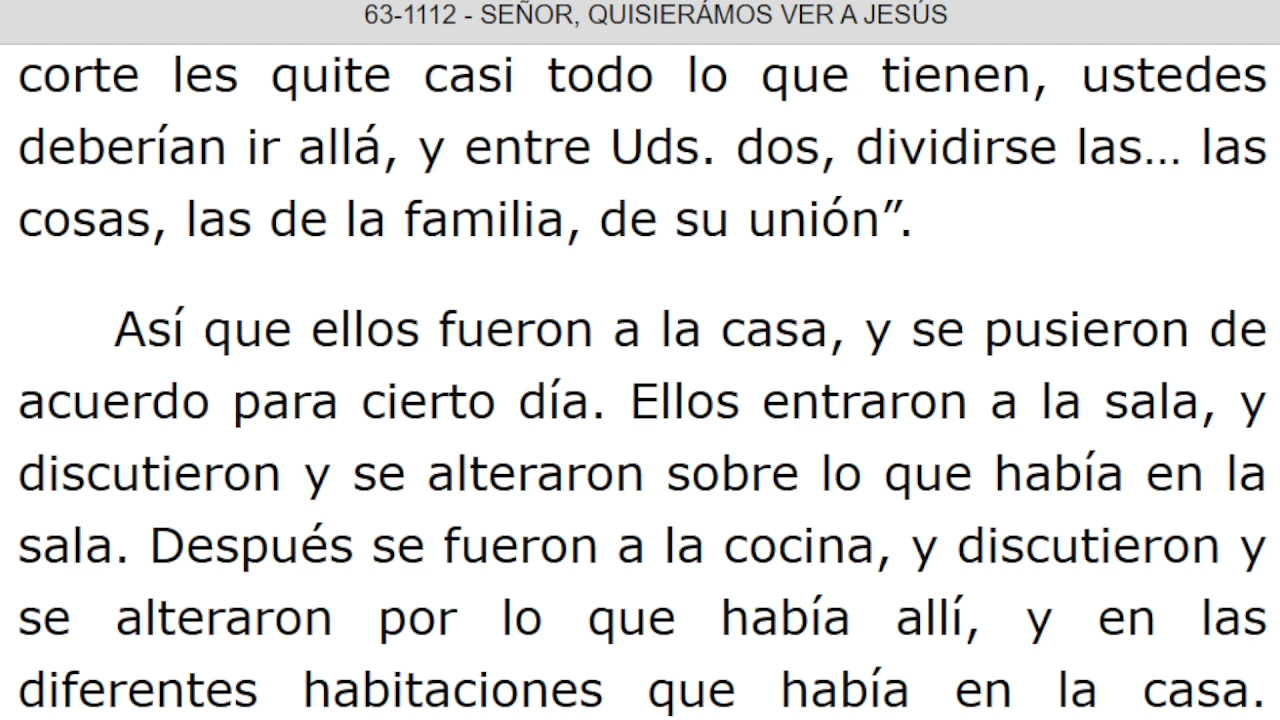 63-1112 - SEÑOR, QUISIERÁMOS VER A JESÚS
corte les quite casi todo lo que tienen, ustedes
deberían ir allá, y entre Uds. dos, dividirse las... las
cosas, las de la familia, de su unión”.
Así que ellos fueron a la casa, y se pusieron de
acuerdo para cierto día. Ellos entraron a la sala, y
discutieron y se alteraron sobre lo que había en la
sala. Después se fueron a la cocina, y discutieron y
se alteraron por lo que había allí, y en las
diferentes habitaciones que había en la casa.